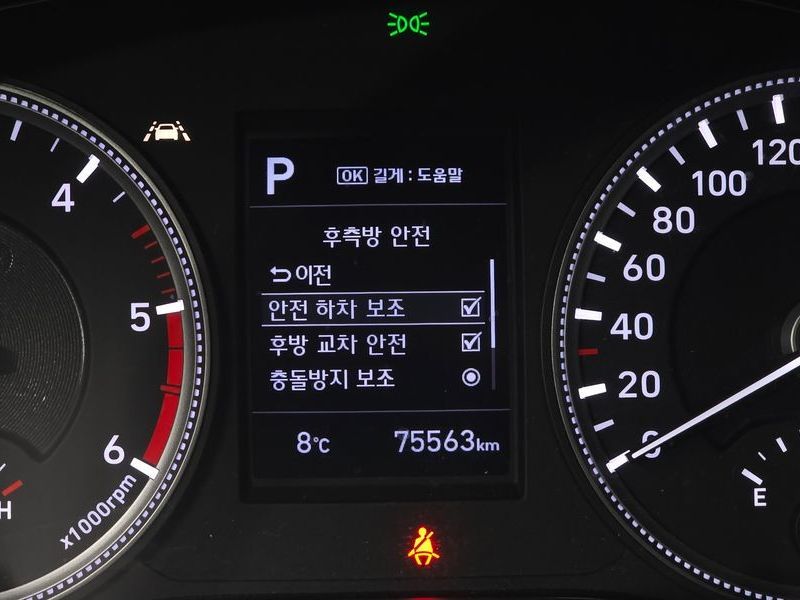 P
OK 길게 : 도움말
후측방 안전
이전
안전 하차 보조
후방 교차 안전
충돌방지 보조
8℃ 75563km
4
5
6
x1000rpm
H
120
100
80
60
40
20
0
E